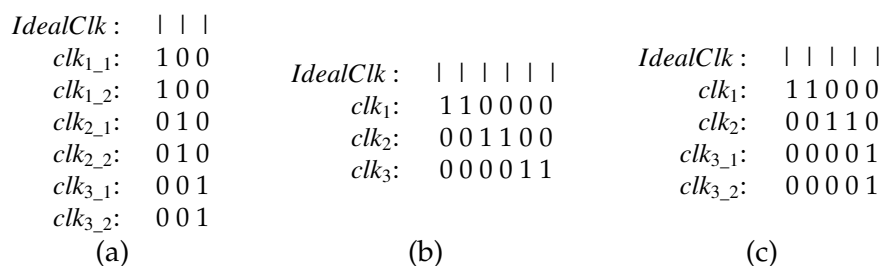 IdealClk : | | |
clk1_1: 1 0 0
clk1_2: 1 0 0
clk2_1: 0 1 0
clk2_2: 0 1 0
clk3_1: 0 0 1
clk3_2: 0 0 1
(a)
IdealClk : | | | | | |
clk1: 1 1 0 0 0 0
clk2: 0 0 1 1 0 0
clk3: 0 0 0 0 1 1
(b)
IdealClk : | | | | |
clk1: 1 1 0 0 0
clk2: 0 0 1 1 0
clk3_1: 0 0 0 0 1
clk3_2: 0 0 0 0 1
(c)